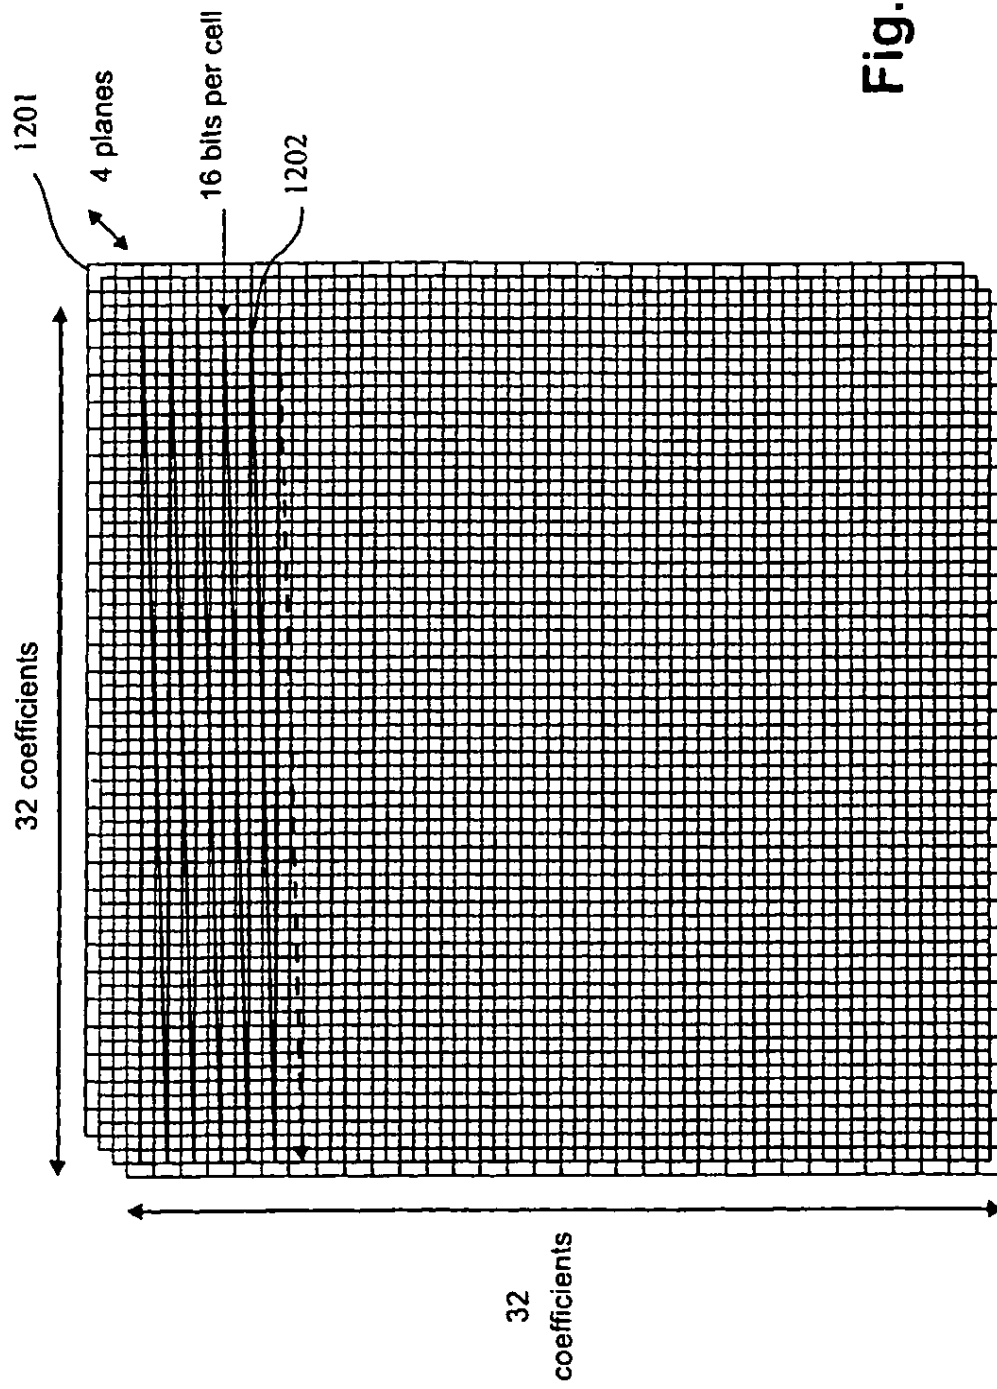 32 coefficients
1201
4 planes
16 bits per cell
1202
32
coefficients
Fig.